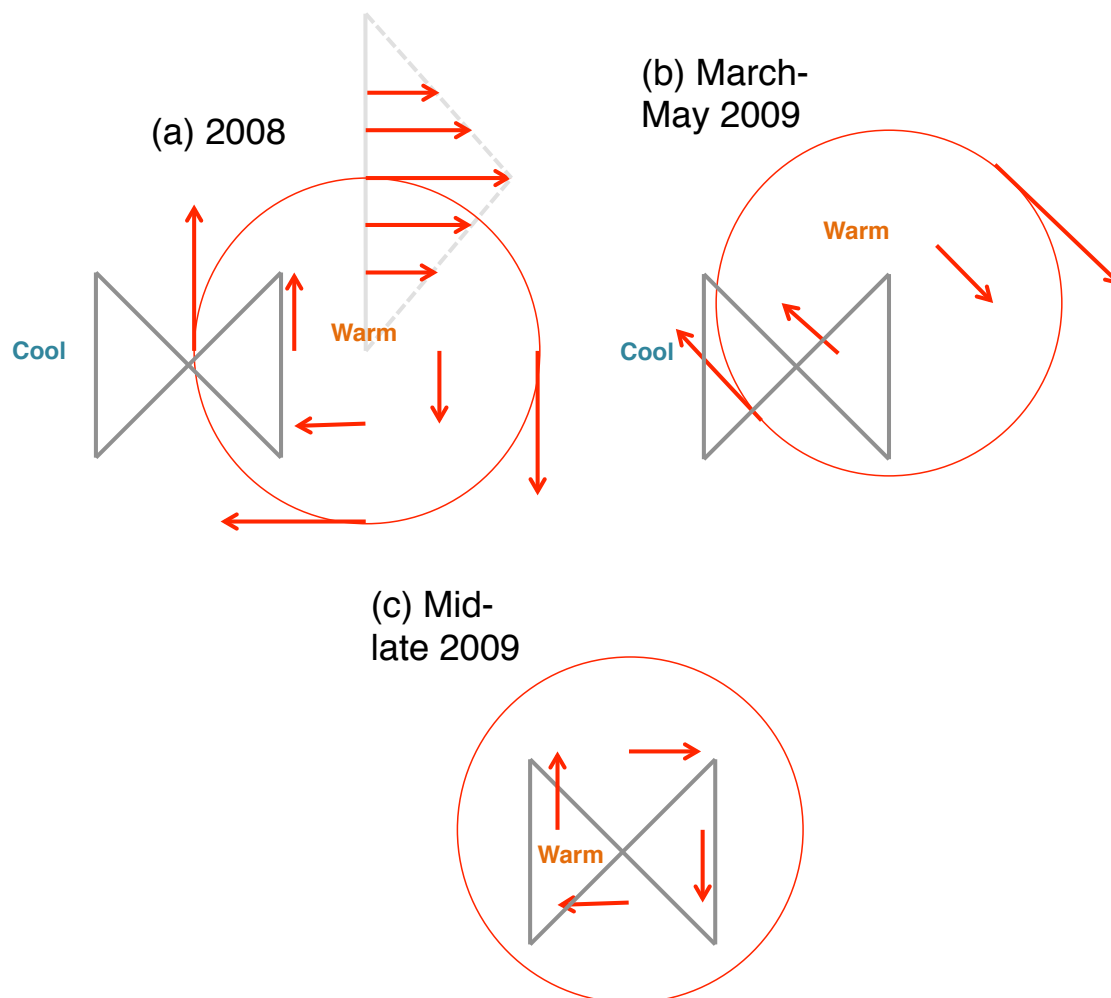 (a) 2008
Cool
Warm
(b) March-
May 2009
Warm
Cool
(c) Mid-
late 2009
Warm